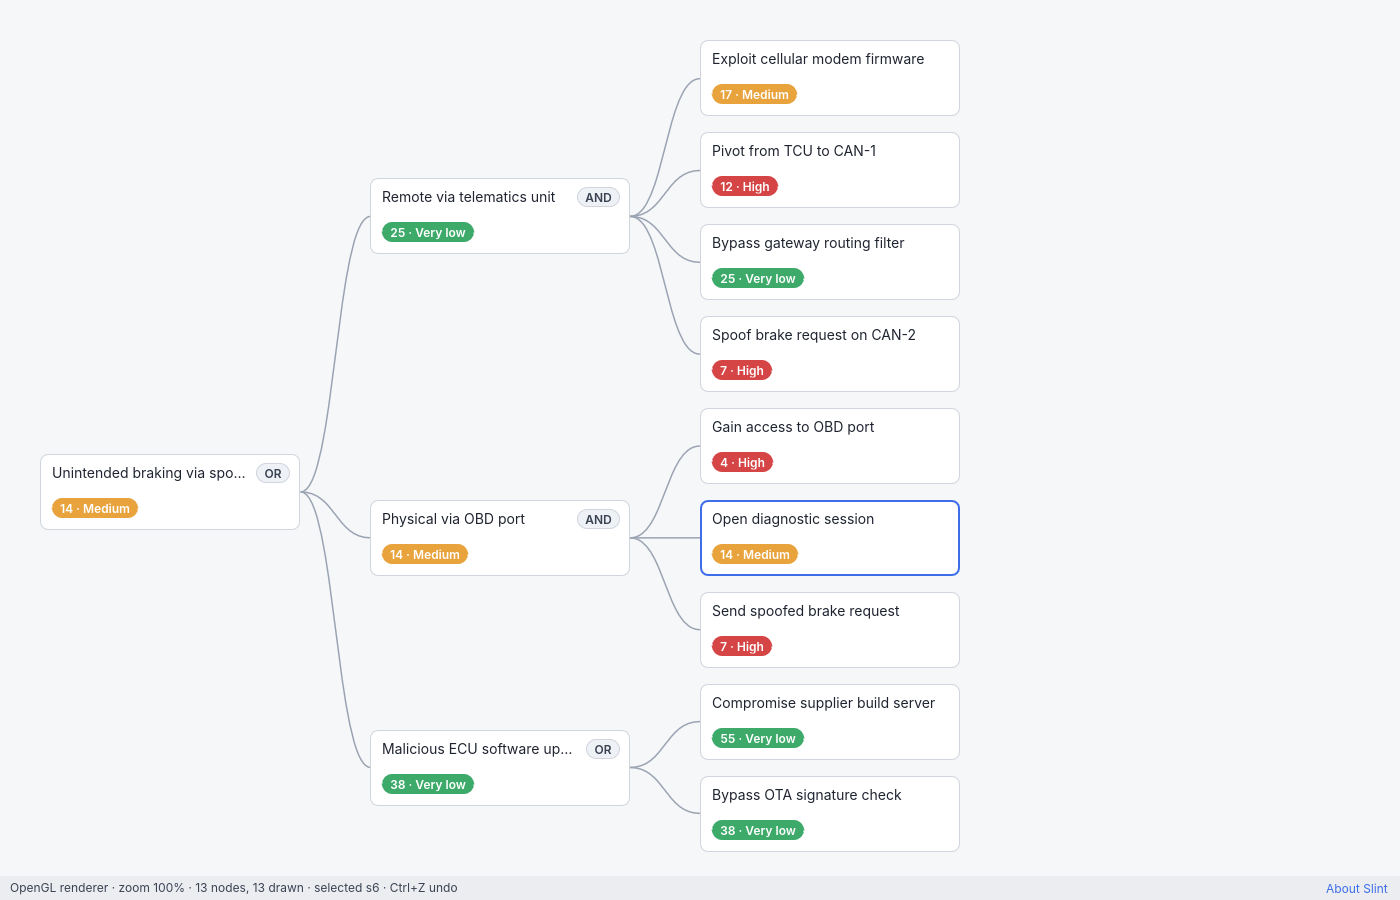 Unintended braking via spo... OR
14 · Medium
Remote via telematics unit AND
25 · Very low
Physical via OBD port AND
14 · Medium
Malicious ECU software up... OR
38 · Very low
Exploit cellular modem firmware
17 · Medium
Pivot from TCU to CAN-1
12 · High
Bypass gateway routing filter
25 · Very low
Spoof brake request on CAN-2
7 · High
Gain access to OBD port
4 · High
Open diagnostic session
14 · Medium
Send spoofed brake request
7 · High
Compromise supplier build server
55 · Very low
Bypass OTA signature check
38 · Very low
OpenGL renderer · zoom 100% · 13 nodes, 13 drawn · selected s6 · Ctrl+Z undo
About Slint